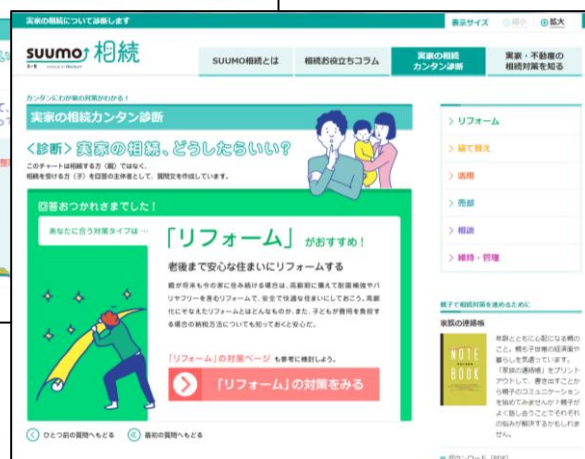 実家の相続について診断します
表示サイズ
縮小
拡大
suumo 相続
SUUMO相続とは
相続お役立ちコラム
実家の相続
カンタン診断
実家・不動産の
相続対策を知る
カンタンにわが家の対策がわかる!
実家の相続カンタン診断
<診断>実家の相続、どうしたらいい?
このチャートは相続する方(親)ではなく、
相続を受ける方(子)を回答の主体者として、質問文を作成しています。
回答おつかれさまでした!
あなたに合う対策タイプは…
「リフォーム」がおすすめ!
老後まで安心な住まいにリフォームする
親が将来も今の家に住み続ける場合は、高齢期に備えて耐震補強やバ
リヤフリーを含むリフォームで、安全で快適な住まいにしておこう。高齢
化にそなえたリフォームとはどんなものか、また、子どもが費用を負担す
る場合の納税方法についても知っておくと安心だ。
「リフォーム」の対策ページ も参考に検討しよう。
「リフォーム」の対策をみる
ひとつ前の質問へもどる
最初の質問へもどる
リフォーム
建て替え
活用
売却
相談
維持・管理
親子で相続対策を進めるために
家族の連絡帳
NOTE
BOOK
年齢とともに心配になる親の
こと。親も子世帯の経済面や
暮らしを気遣っています。
「家族の連絡帳」をプリント
アウトして、書き出すことか
ら親子のコミュニケーション
を始めてみませんか?親子が
よく話し合うことでそれぞれ
の悩みが解決するかもしれま
せん。
ダウンロード (PDF)